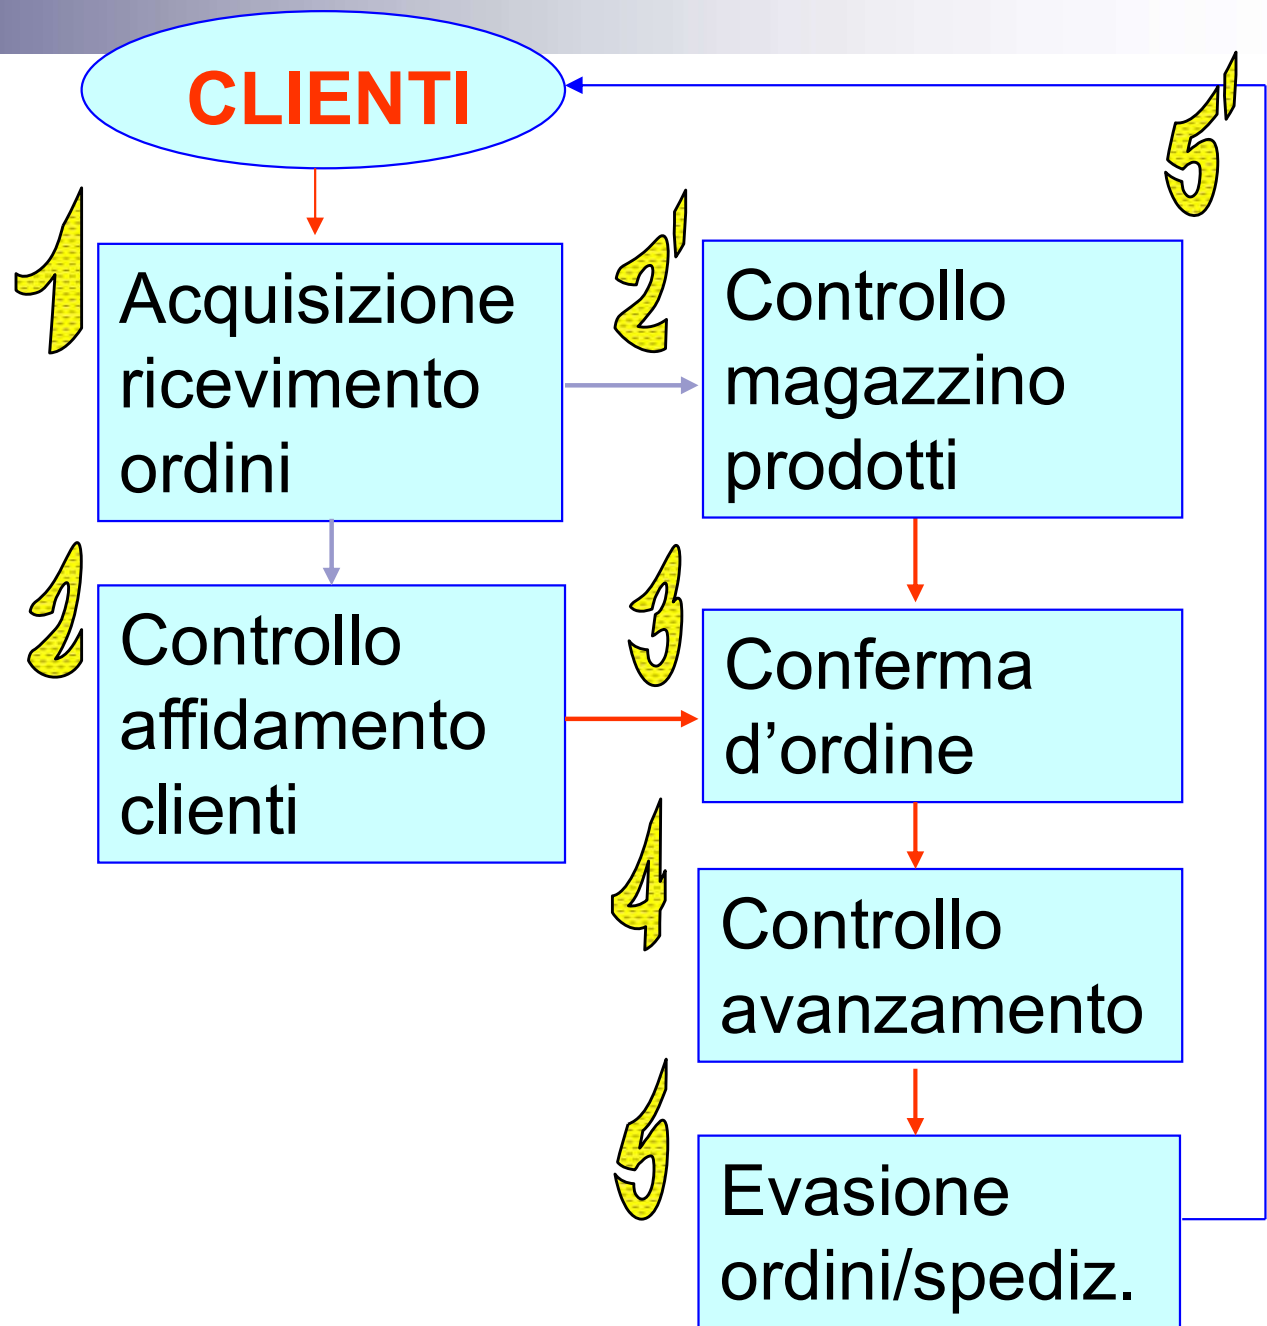 CLIENTI
5'
1
Acquisizione
ricevimento
ordini
2'
Controllo
magazzino
prodotti
2
Controllo
affidamento
clienti
3
Conferma
d’ordine
4
Controllo
avanzamento
5
Evasione
ordini/spediz.